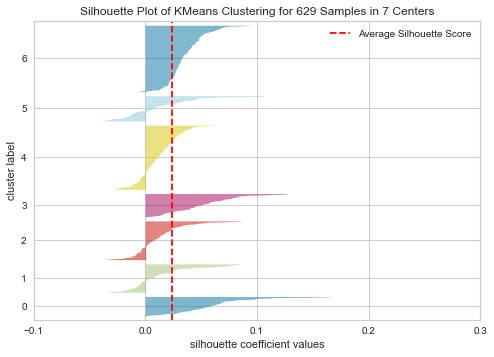 Silhouette Plot of KMeans Clustering for 629 Samples in 7 Centers
Average Silhouette Score
6
5
4
3
2
1
0
cluster label
-0.1 0.0 0.1 0.2 0.3
silhouette coefficient values